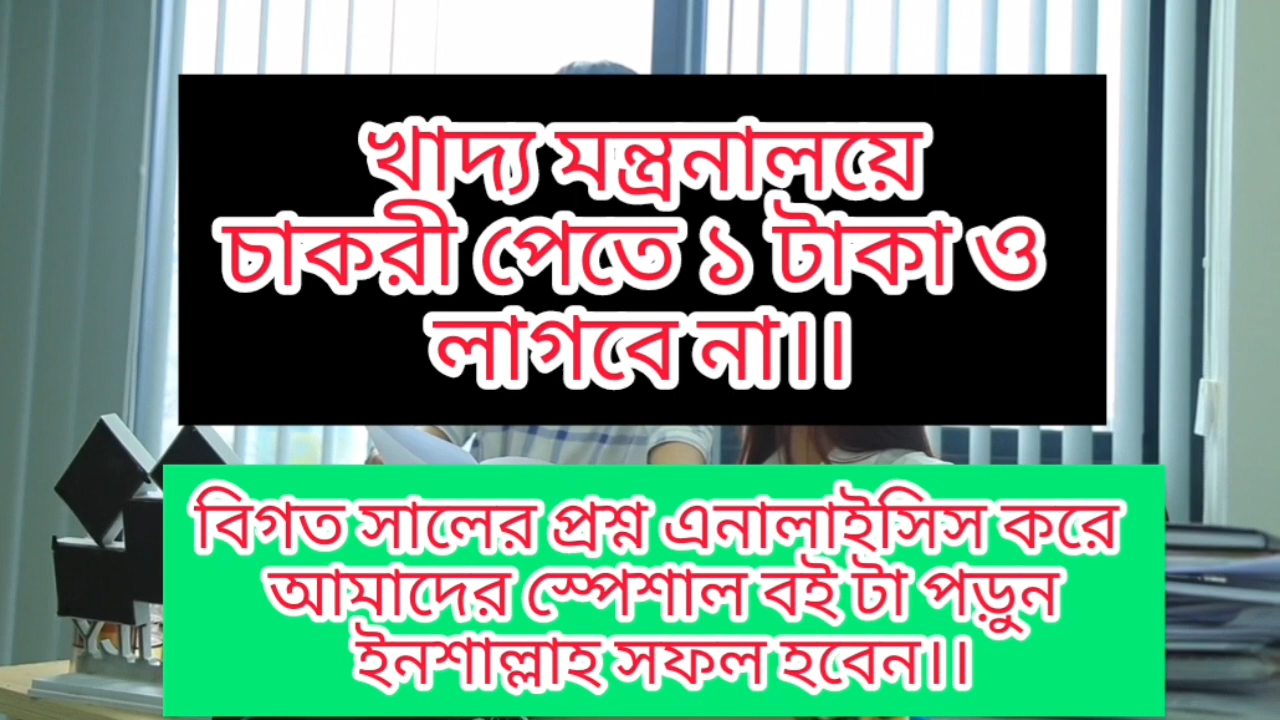 খাদ্য মন্ত্রনালয়ে
চাকরী পেতে ১ টাকা ও
লাগবে না।।
বিগত সালের প্রশ্ন এনালাইসিস করে
আমাদের স্পেশাল বই টা পড়ুন
ইনশাল্লাহ সফল হবেন।।